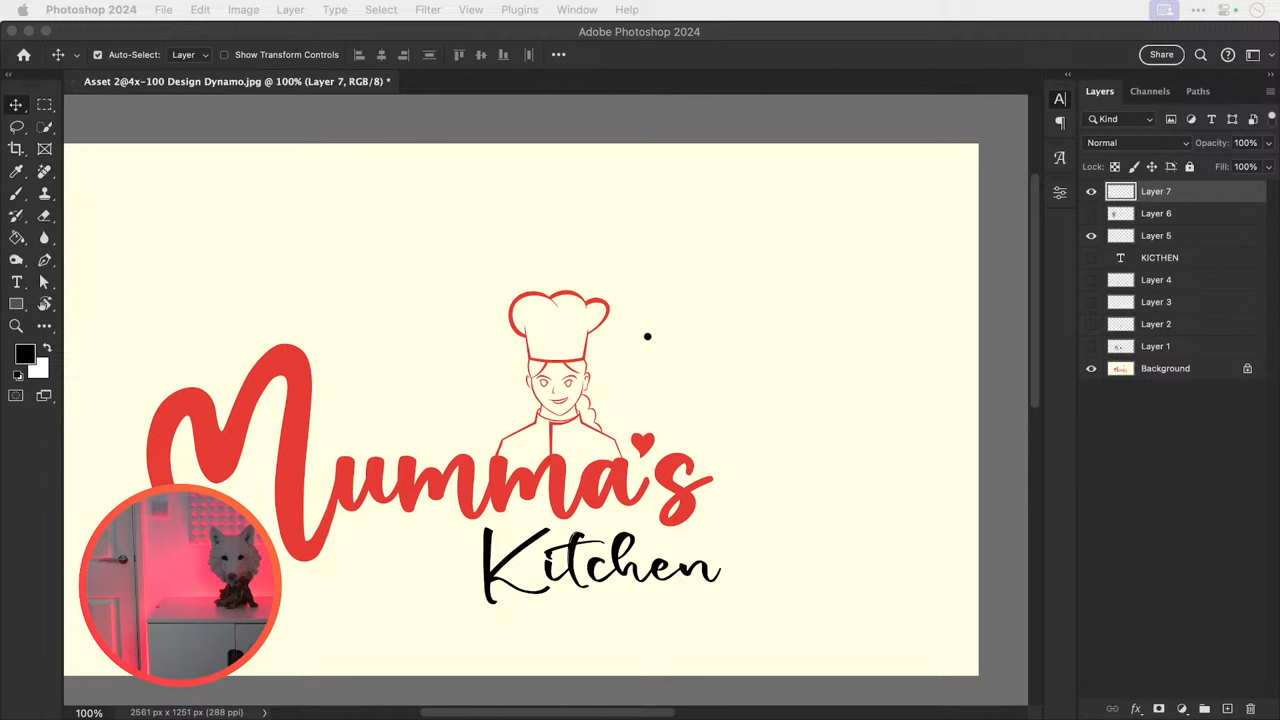 Photoshop 2024 File Edit Image Layer Type Select Filter View Plugins Window Help
Adobe Photoshop 2024
Auto-Select: Layer Show Transform Controls Share
Asset 2@4x-100 Design Dynamo.jpg @ 100% (Layer 7, RGB/8) *
Layers Channels Paths
Kind
Normal Opacity: 100%
Lock: Fill: 100%
Layer 7
Layer 6
Layer 5
KICTHEN
Layer 4
Layer 3
Layer 2
Layer 1
Background
Mumma's
Kitchen
100% 2561 px x 1251 px (288 ppi)